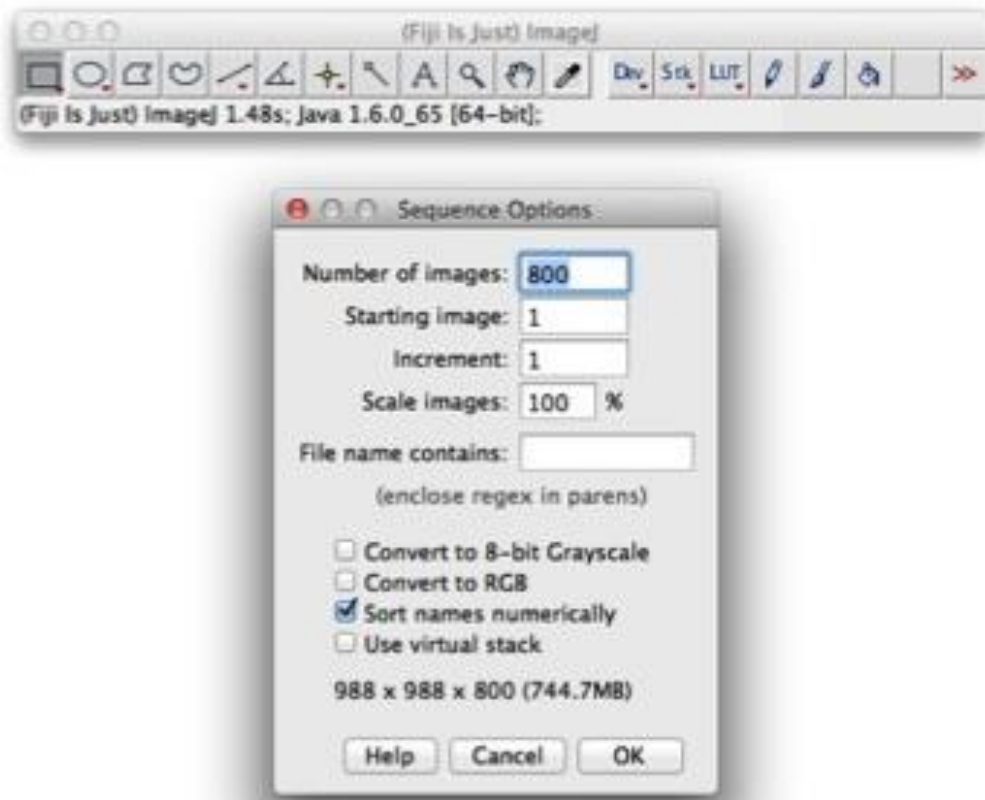 (Fiji Is Just) ImageJ
A Dev Stk LUT >>
(Fiji Is Just) ImageJ 1.48s; Java 1.6.0_65 [64-bit];
Sequence Options
Number of images: 800
Starting image: 1
Increment: 1
Scale images: 100 %
File name contains:
(enclose regex in parens)
Convert to 8-bit Grayscale
Convert to RGB
Sort names numerically
Use virtual stack
988 x 988 x 800 (744.7MB)
Help Cancel OK